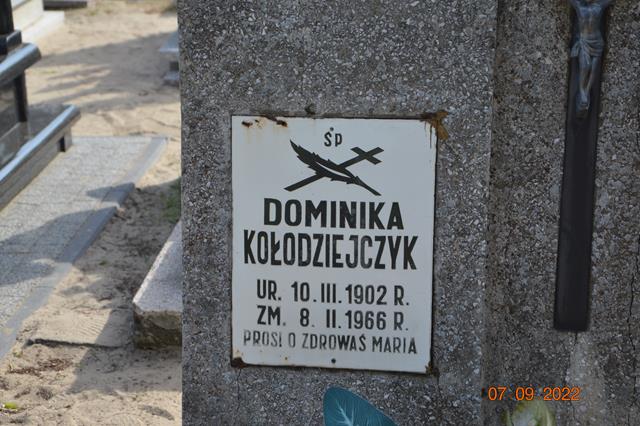 ŚP
DOMINIKA
KOŁODZIEJCZYK
UR. 10. III. 1902 R.
ZM. 8. II. 1966 R.
PROSI O ZDROWAŚ MARIA
07 09 2022